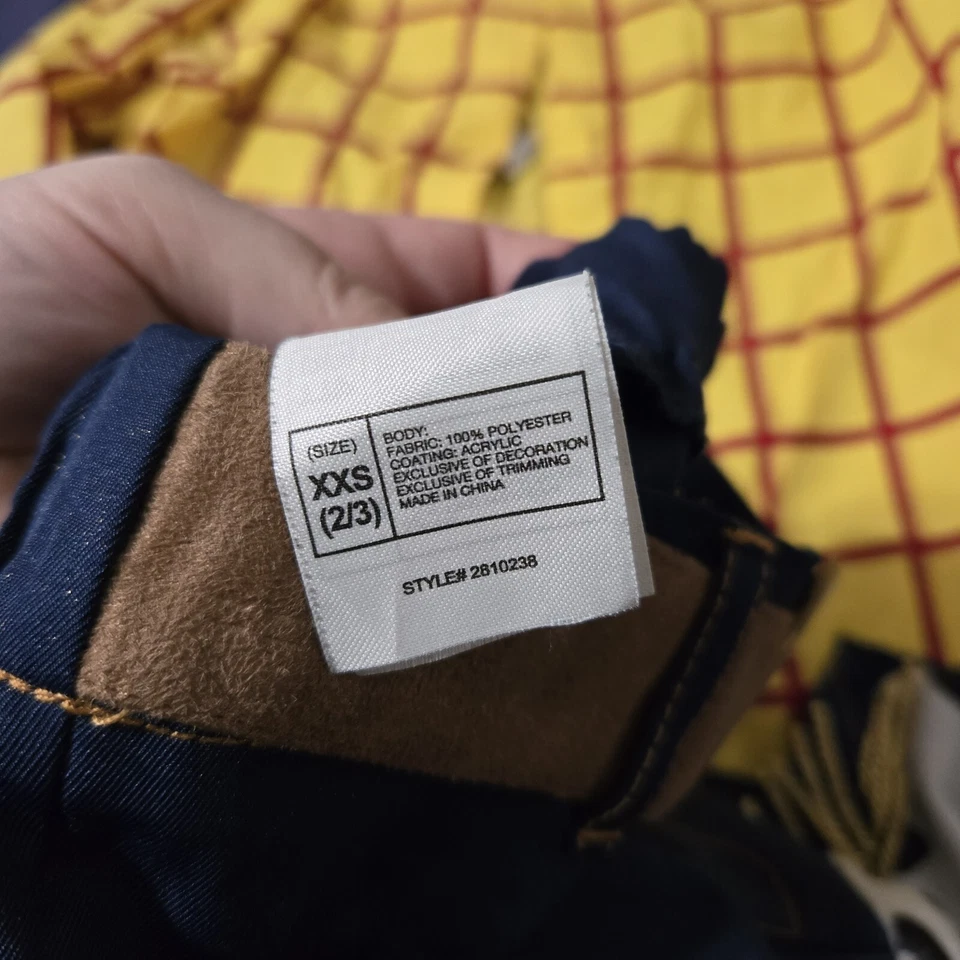 (SIZE)
XXS
(2/3)
BODY:
FABRIC: 100% POLYESTER
COATING: ACRYLIC
EXCLUSIVE OF DECORATION
EXCLUSIVE OF TRIMMING
MADE IN CHINA
STYLE# 2810238